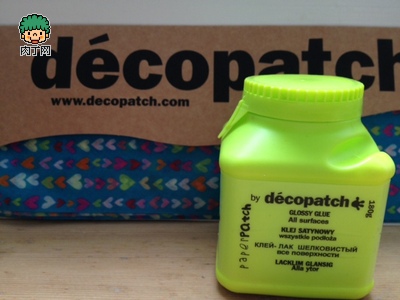 肉丁网
décopatch
www.decopatch.com
paperpatch
by décopatch
180g
GLOSSY GLUE
All surfaces
KLEJ SATYNOWY
wszystkie podłoża
КЛЕЙ- ЛАК ШЕЛКОВИСТЫЙ
все поверхности
LACKLIM GLANSIG
Alla ytor